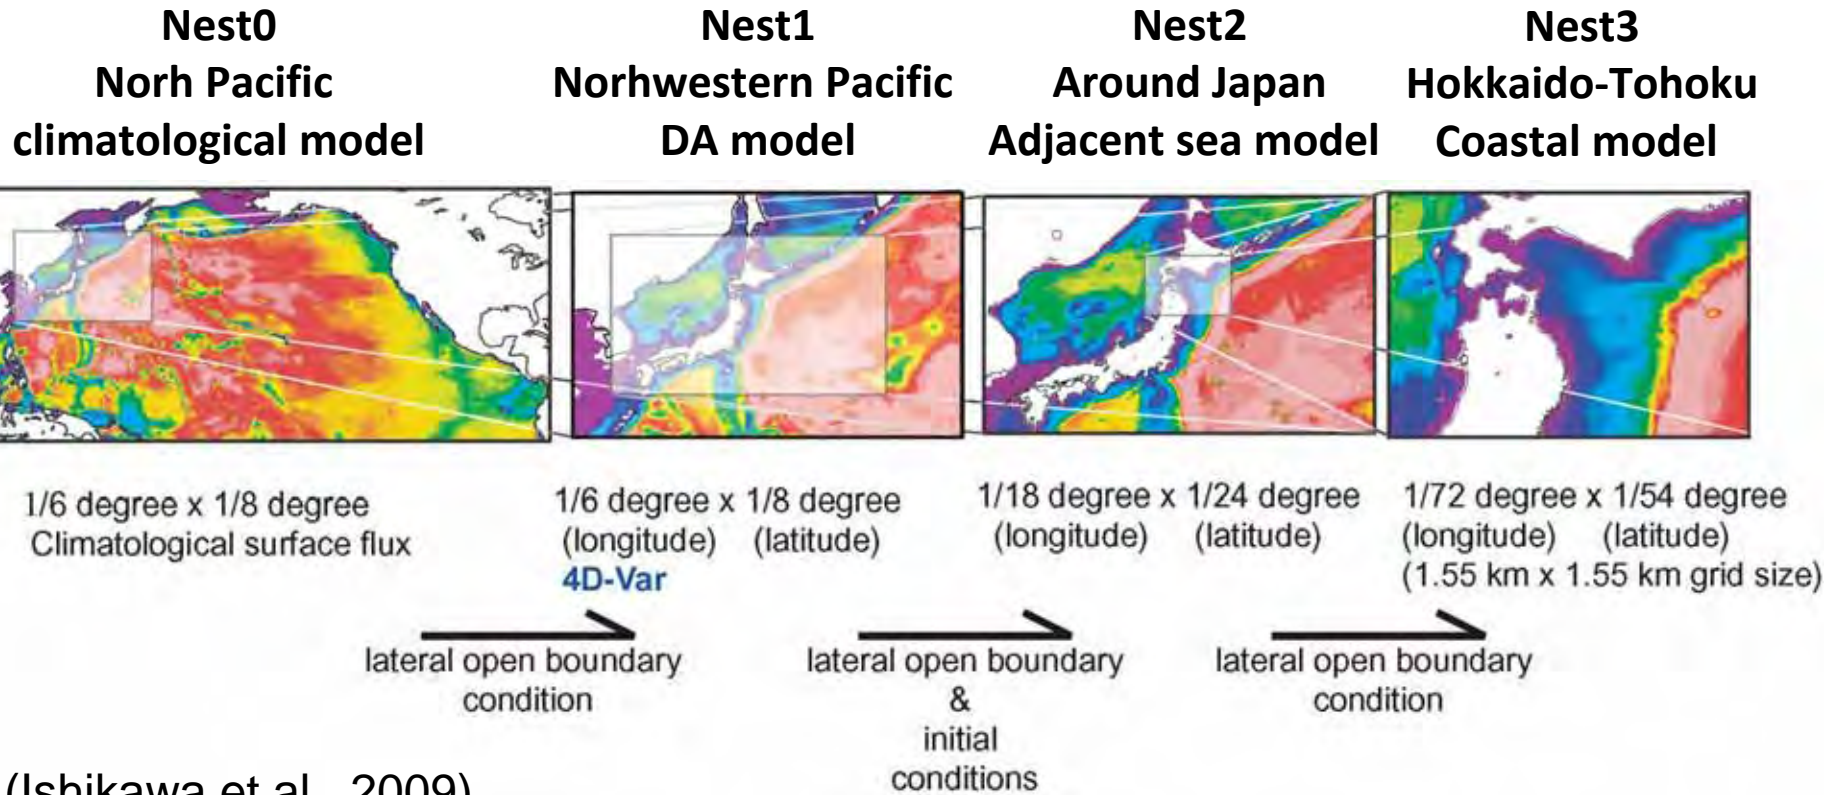 Nest0
Norh Pacific
climatological model
Nest1
Norhwestern Pacific
DA model
Nest2
Around Japan
Adjacent sea model
Nest3
Hokkaido-Tohoku
Coastal model
1/6 degree x 1/8 degree
Climatological surface flux
1/6 degree x 1/8 degree
(longitude) (latitude)
4D-Var
1/18 degree x 1/24 degree
(longitude) (latitude)
1/72 degree x 1/54 degree
(longitude) (latitude)
(1.55 km x 1.55 km grid size)
lateral open boundary
condition
lateral open boundary
&
initial
conditions
lateral open boundary
condition
(Ishikawa et al., 2009)